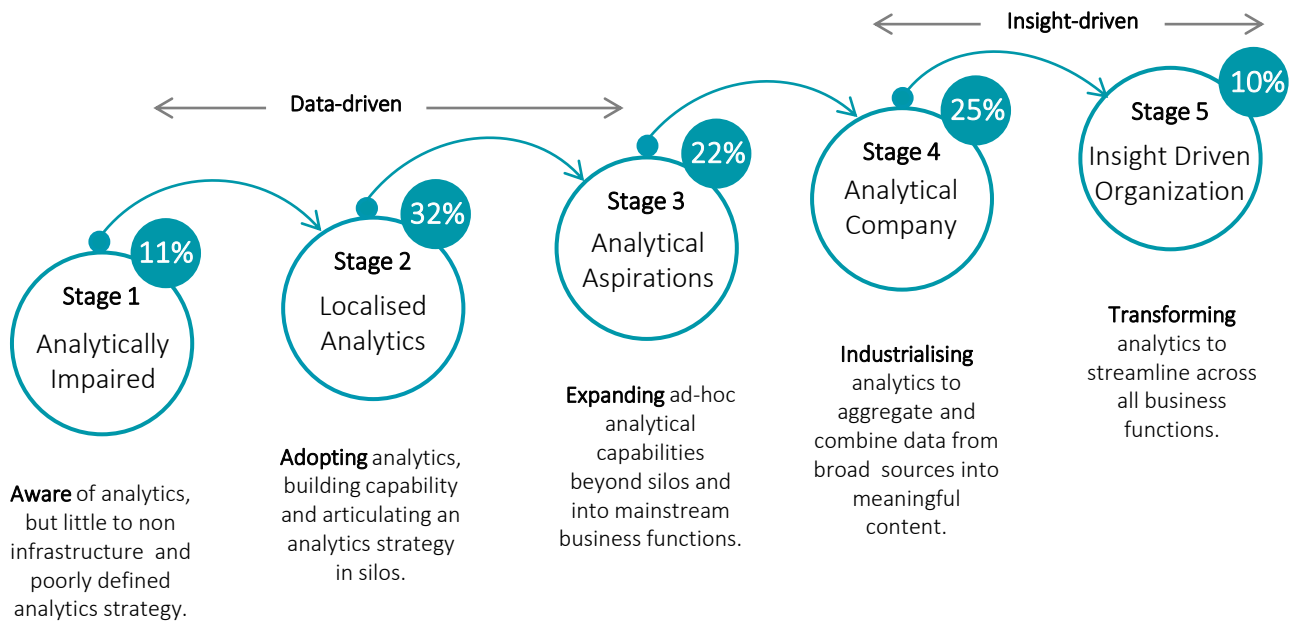 Data-driven
Insight-driven
11%
Stage 1
Analytically
Impaired
Aware of analytics,
but little to non
infrastructure and
poorly defined
analytics strategy.
32%
Stage 2
Localised
Analytics
Adopting analytics,
building capability
and articulating an
analytics strategy
in silos.
22%
Stage 3
Analytical
Aspirations
Expanding ad-hoc
analytical
capabilities
beyond silos and
into mainstream
business functions.
25%
Stage 4
Analytical
Company
Industrialising
analytics to
aggregate and
combine data from
broad sources into
meaningful
content.
10%
Stage 5
Insight Driven
Organization
Transforming
analytics to
streamline across
all business
functions.